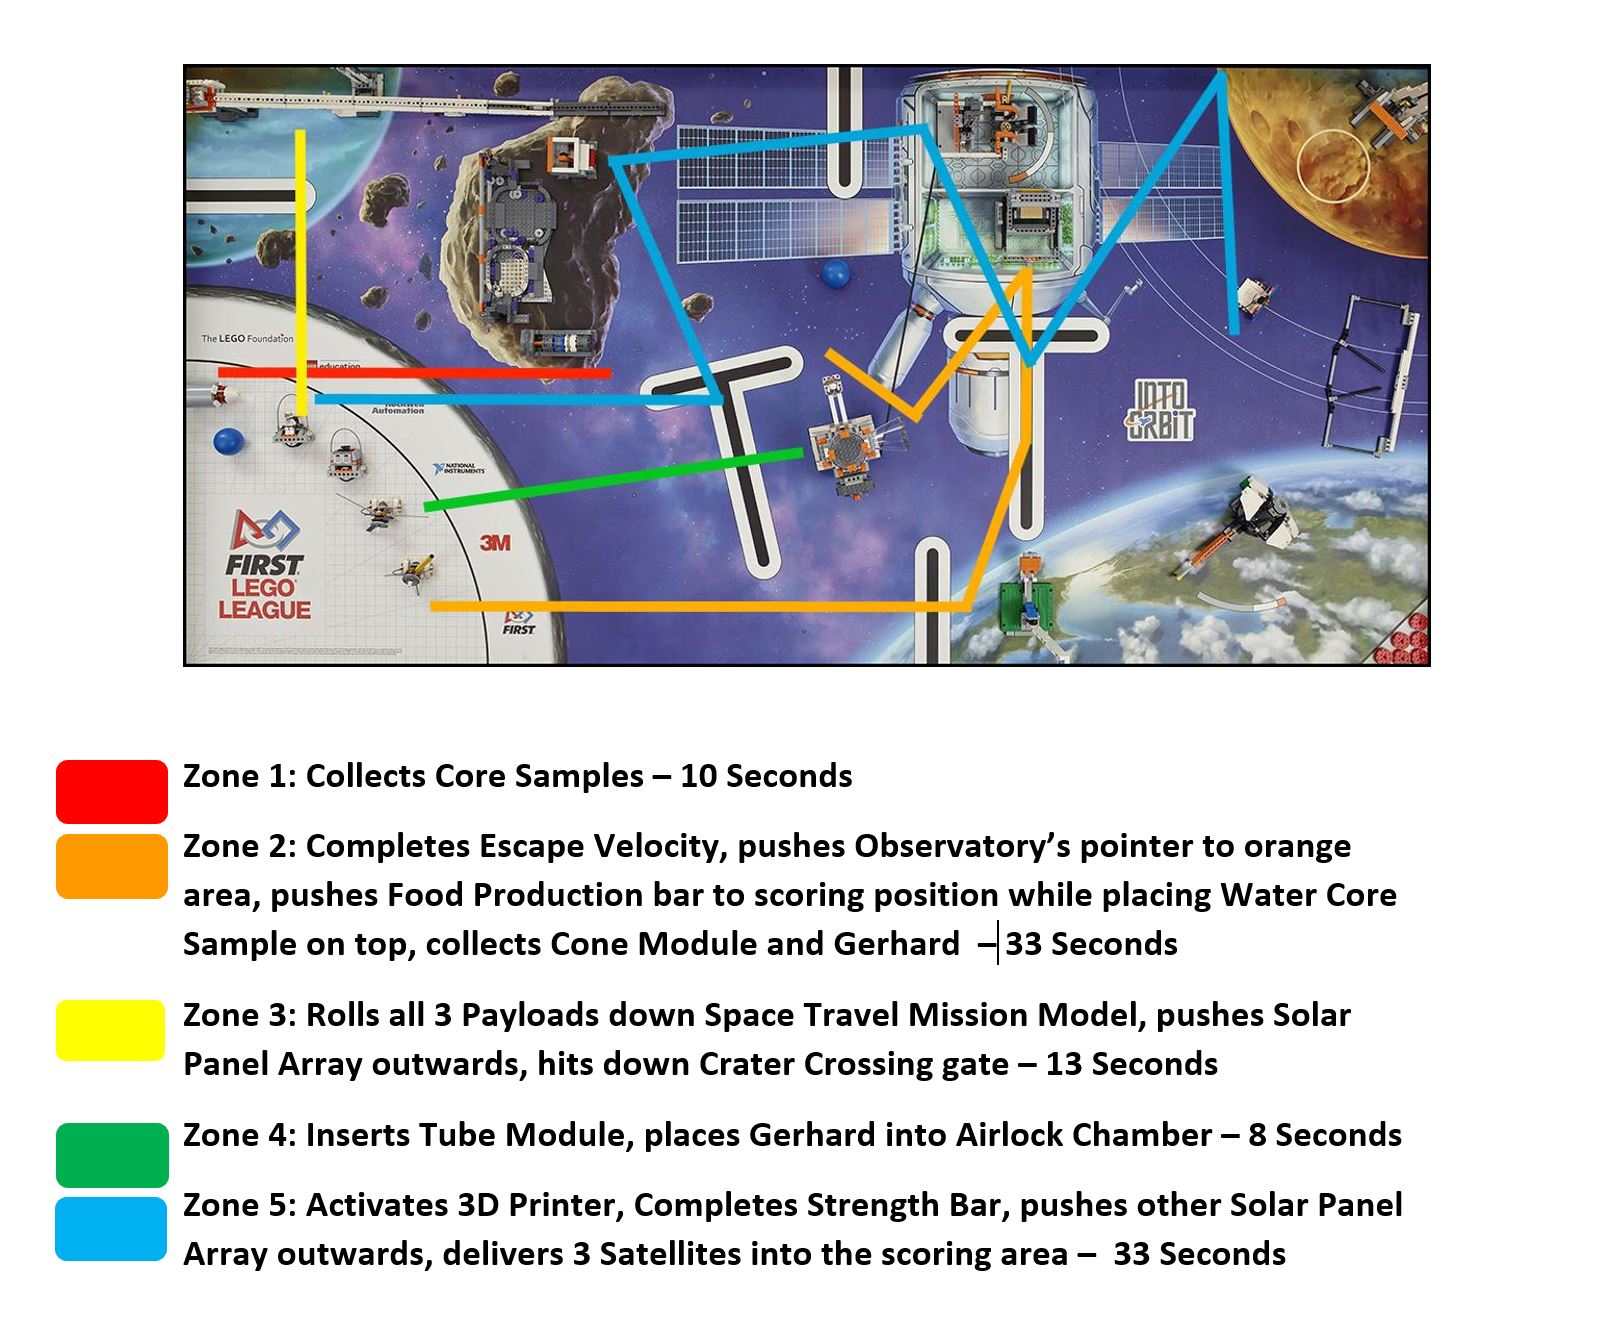 The LEGO Foundation
education
Rockwell
Automation
NATIONAL
INSTRUMENTS
3M
FIRST
LEGO
LEAGUE
FIRST
INTO
ORBIT
Zone 1: Collects Core Samples – 10 Seconds
Zone 2: Completes Escape Velocity, pushes Observatory’s pointer to orange
area, pushes Food Production bar to scoring position while placing Water Core
Sample on top, collects Cone Module and Gerhard – 33 Seconds
Zone 3: Rolls all 3 Payloads down Space Travel Mission Model, pushes Solar
Panel Array outwards, hits down Crater Crossing gate – 13 Seconds
Zone 4: Inserts Tube Module, places Gerhard into Airlock Chamber – 8 Seconds
Zone 5: Activates 3D Printer, Completes Strength Bar, pushes other Solar Panel
Array outwards, delivers 3 Satellites into the scoring area – 33 Seconds